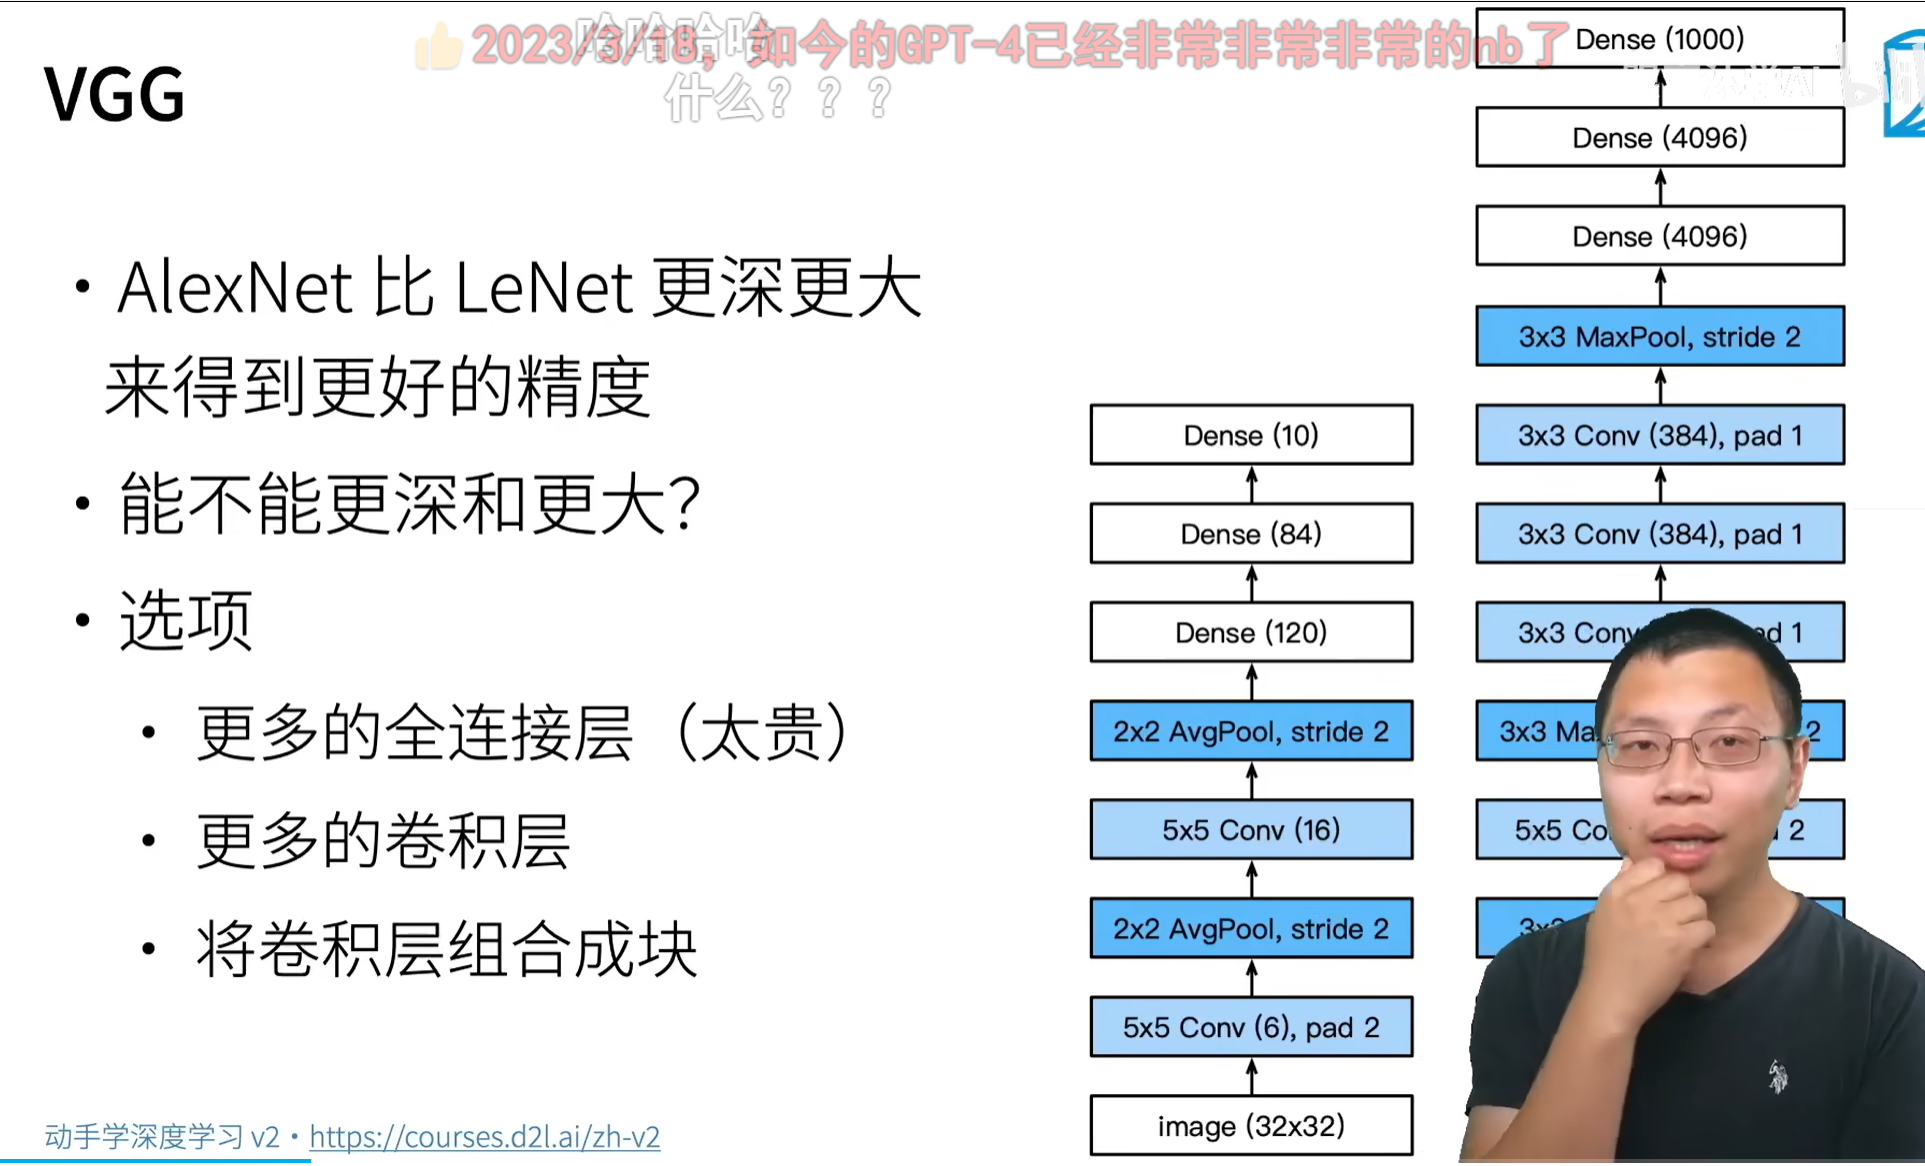 👍2023/3/18，如今的GPT-4已经非常非常非常的nb了
哈哈哈哈
什么？？？
VGG
• AlexNet 比 LeNet 更深更大
来得到更好的精度
• 能不能更深和更大？
• 选项
• 更多的全连接层（太贵）
• 更多的卷积层
• 将卷积层组合成块
Dense (10)
Dense (84)
Dense (120)
2x2 AvgPool, stride 2
5x5 Conv (16)
2x2 AvgPool, stride 2
5x5 Conv (6), pad 2
image (32x32)
Dense (1000)
Dense (4096)
Dense (4096)
3x3 MaxPool, stride 2
3x3 Conv (384), pad 1
3x3 Conv (384), pad 1
3x3 Conv 1
3x3 2
5x5 2
动手学深度学习 v2 • https://courses.d2l.ai/zh-v2